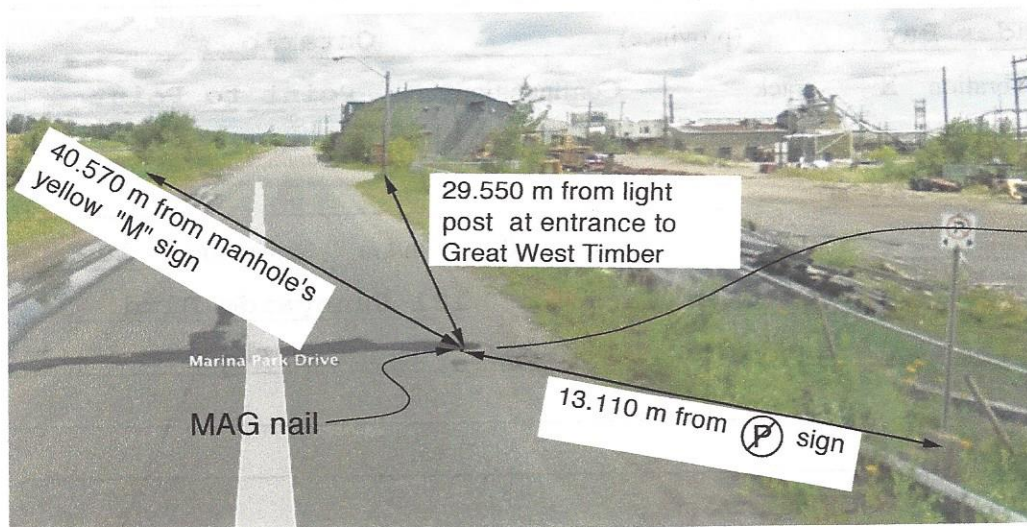 40.570 m from manhole's
yellow "M" sign
29.550 m from light
post at entrance to
Great West Timber
P
Marina Park Drive
MAG nail
13.110 m from P sign